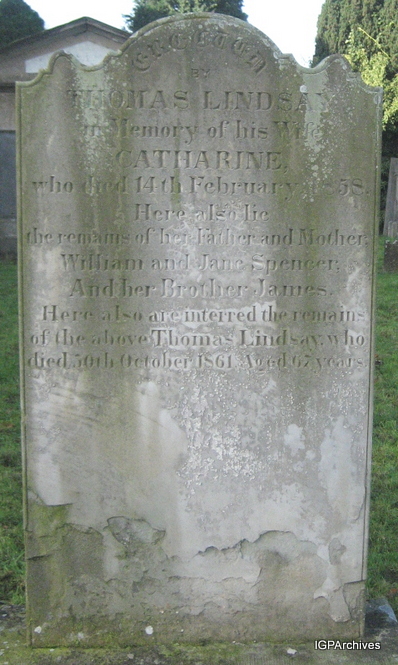 ERECTED
BY
THOMAS LINDSAY
in Memory of his Wife
CATHARINE.
who died 14th February 1858.
Here also lie
the remains of her Father and Mother,
William and Jane Spencer,
And her Brother James.
Here also are interred the remains
of the above Thomas Lindsay, who
died 30th October 1861 Aged years
IGPArchives